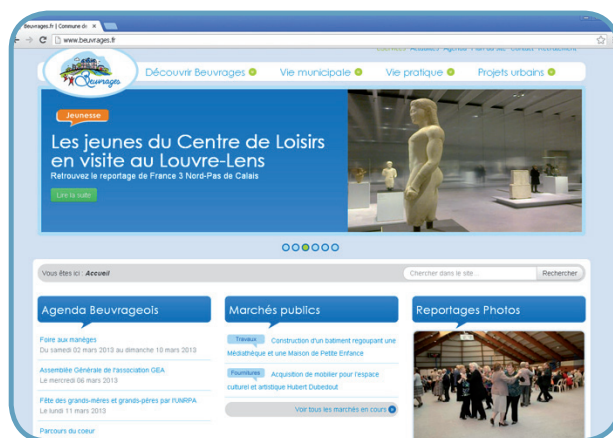 Beuvrages.fr | Commune de
www.beuvrages.fr
Beuvrages
Découvrir Beuvrages
Vie municipale
Vie pratique
Projets urbains
Jeunesse
Les jeunes du Centre de Loisirs
en visite au Louvre-Lens
Retrouvez le reportage de France 3 Nord-Pas de Calais
Lire la suite
Vous êtes ici : Accueil
Chercher dans le site...
Rechercher
Agenda Beuvrageois
Foire aux manèges
Du samedi 02 mars 2013 au dimanche 10 mars 2013
Assemblée Générale de l'association GEA
Le mercredi 06 mars 2013
Fête des grands-mères et grands-pères par l'UNRPA
Le lundi 11 mars 2013
Parcours du coeur
Marchés publics
Travaux Construction d'un batiment regoupant une
Médiathèque et une Maison de Petite Enfance
Fournitures Acquisition de mobilier pour l'espace
culturel et artistique Hubert Dubedout
Voir tous les marchés en cours
Reportages Photos